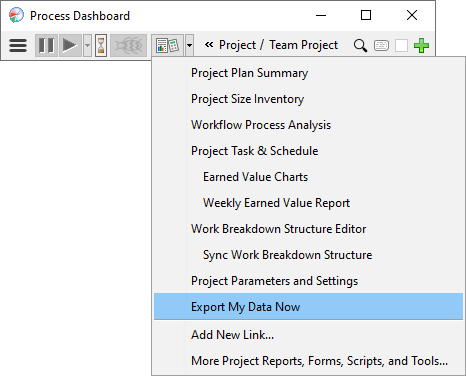 Process Dashboard
« Project / Team Project
Project Plan Summary
Project Size Inventory
Workflow Process Analysis
Project Task & Schedule
Earned Value Charts
Weekly Earned Value Report
Work Breakdown Structure Editor
Sync Work Breakdown Structure
Project Parameters and Settings
Export My Data Now
Add New Link...
More Project Reports, Forms, Scripts, and Tools...